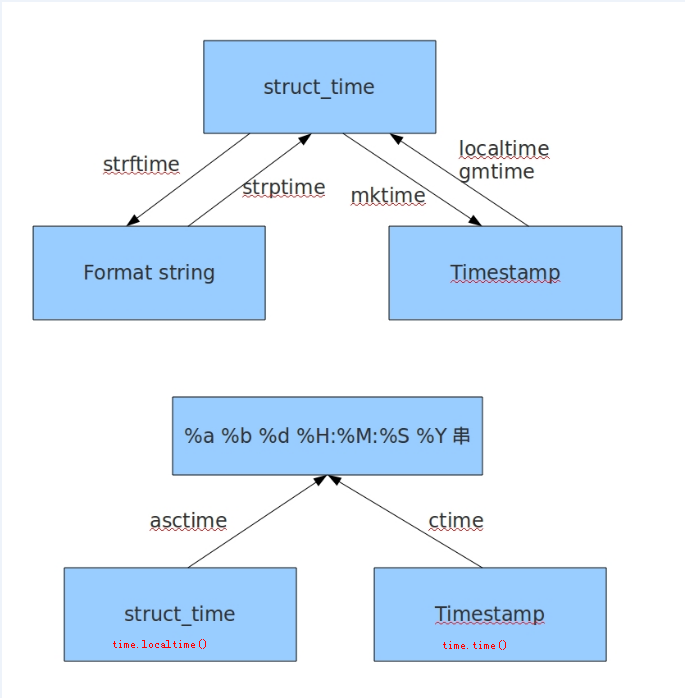 struct_time
strftime
strptime
mktime
localtime
gmtime
Format string
Timestamp
%a %b %d %H:%M:%S %Y 串
asctime
ctime
struct_time
time.localtime()
Timestamp
time.time()